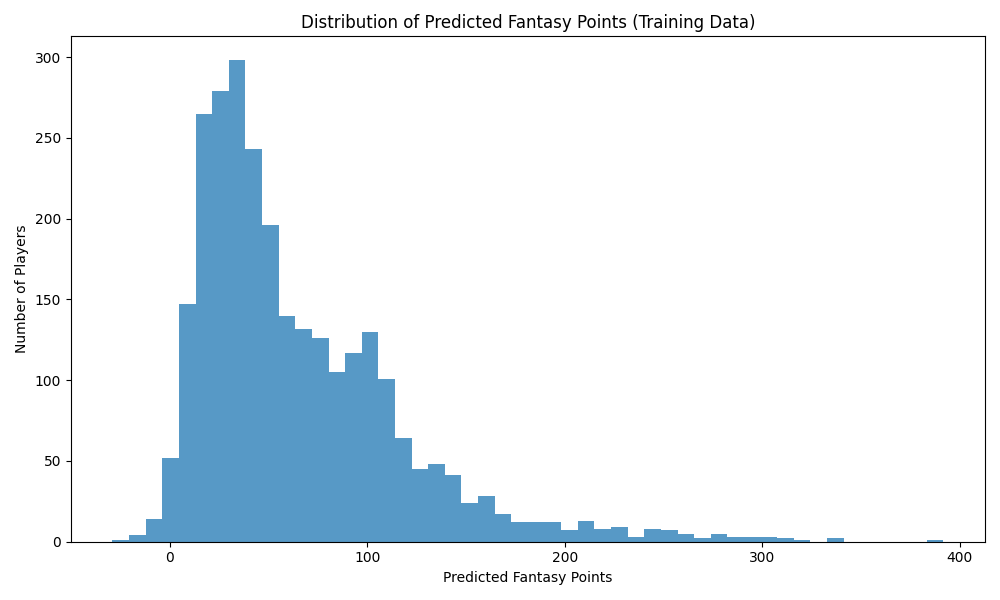 Distribution of Predicted Fantasy Points (Training Data)
Number of Players
300
250
200
150
100
50
0
0 100 200 300 400
Predicted Fantasy Points